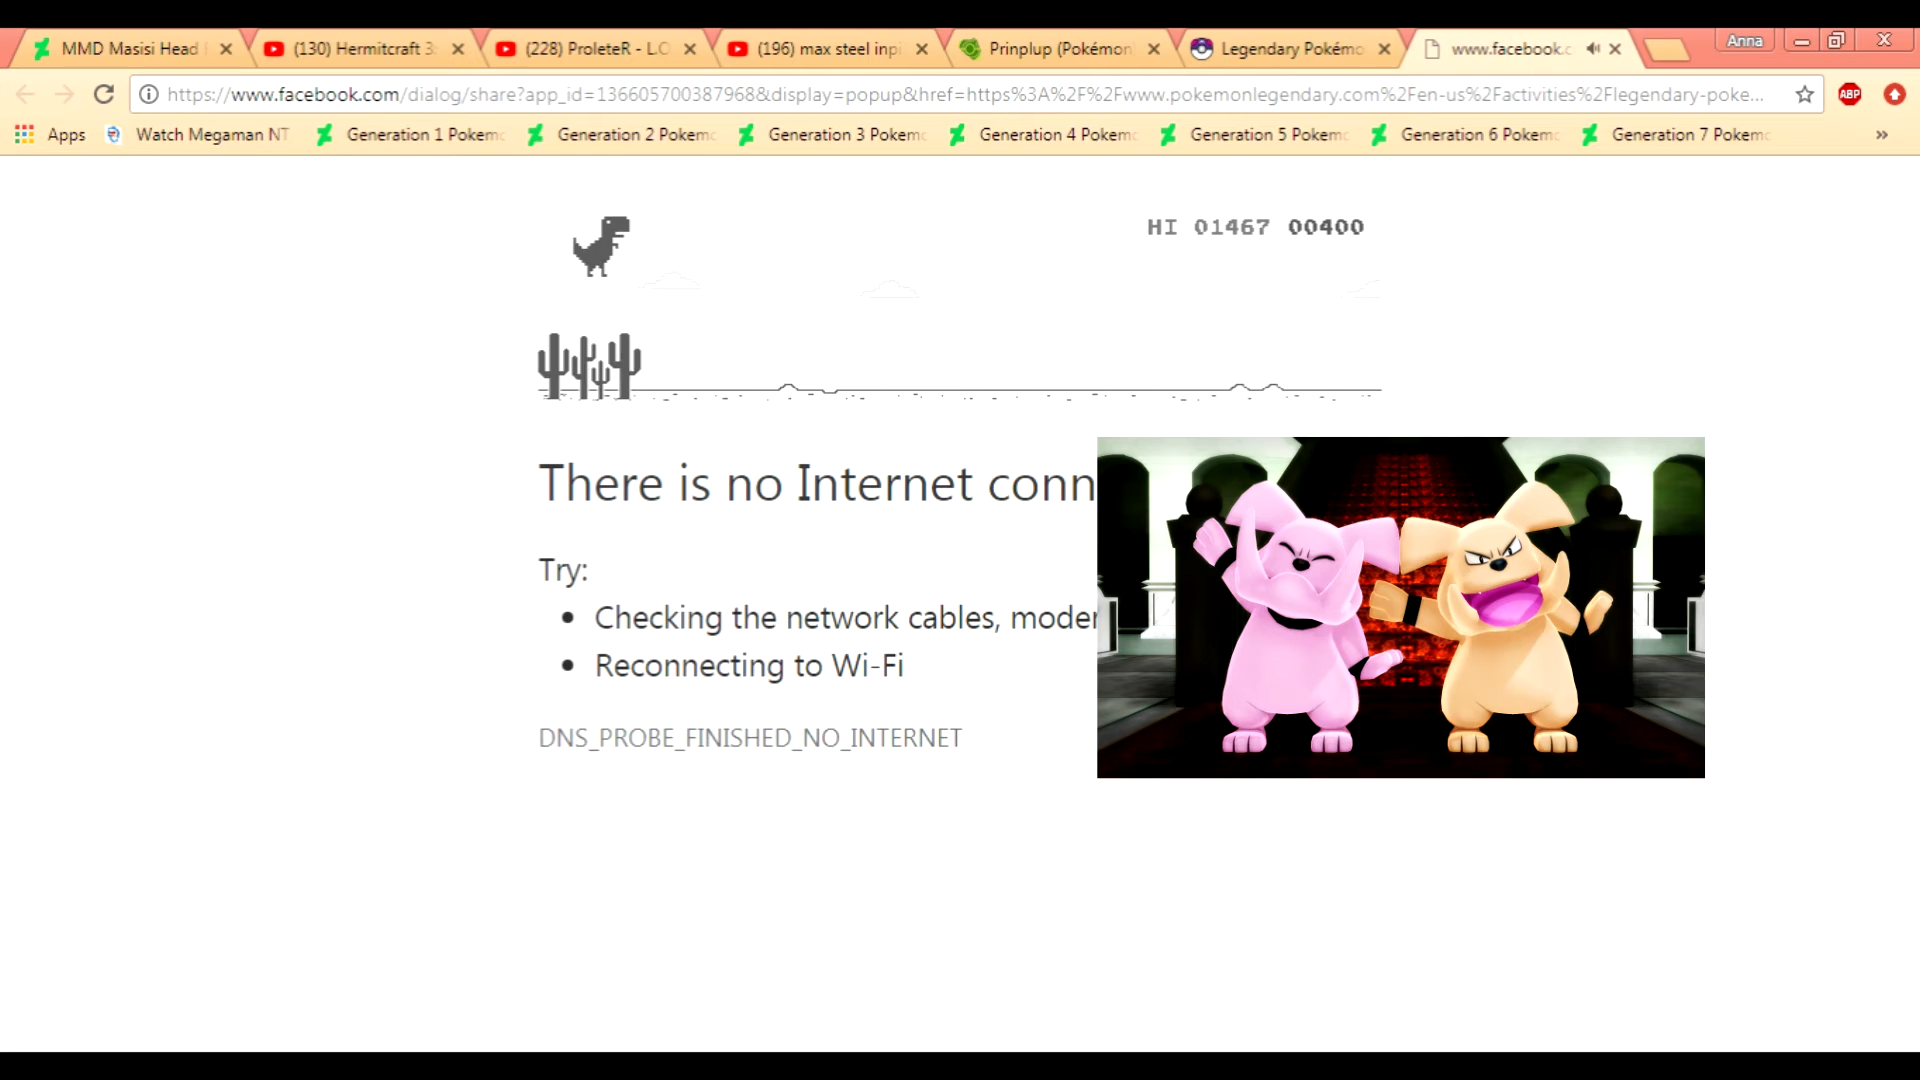 MMD Masisi Head
(130) Hermitcraft 3
(228) ProleteR - L.O
(196) max steel inpi
Prinplup (Pokémon
Legendary Pokémo
www.facebook.c
Anna
https://www.facebook.com/dialog/share?app_id=136605700387968&display=popup&href=https%3A%2F%2Fwww.pokemonlegendary.com%2Fen-us%2Factivities%2Flegendary-poke...
ABP
Apps
Watch Megaman NT
Generation 1 Pokem
Generation 2 Pokem
Generation 3 Pokem
Generation 4 Pokem
Generation 5 Pokem
Generation 6 Pokem
Generation 7 Pokem
»
HI 01467 00400
There is no Internet conn
Try:
• Checking the network cables, moder
• Reconnecting to Wi-Fi
DNS_PROBE_FINISHED_NO_INTERNET